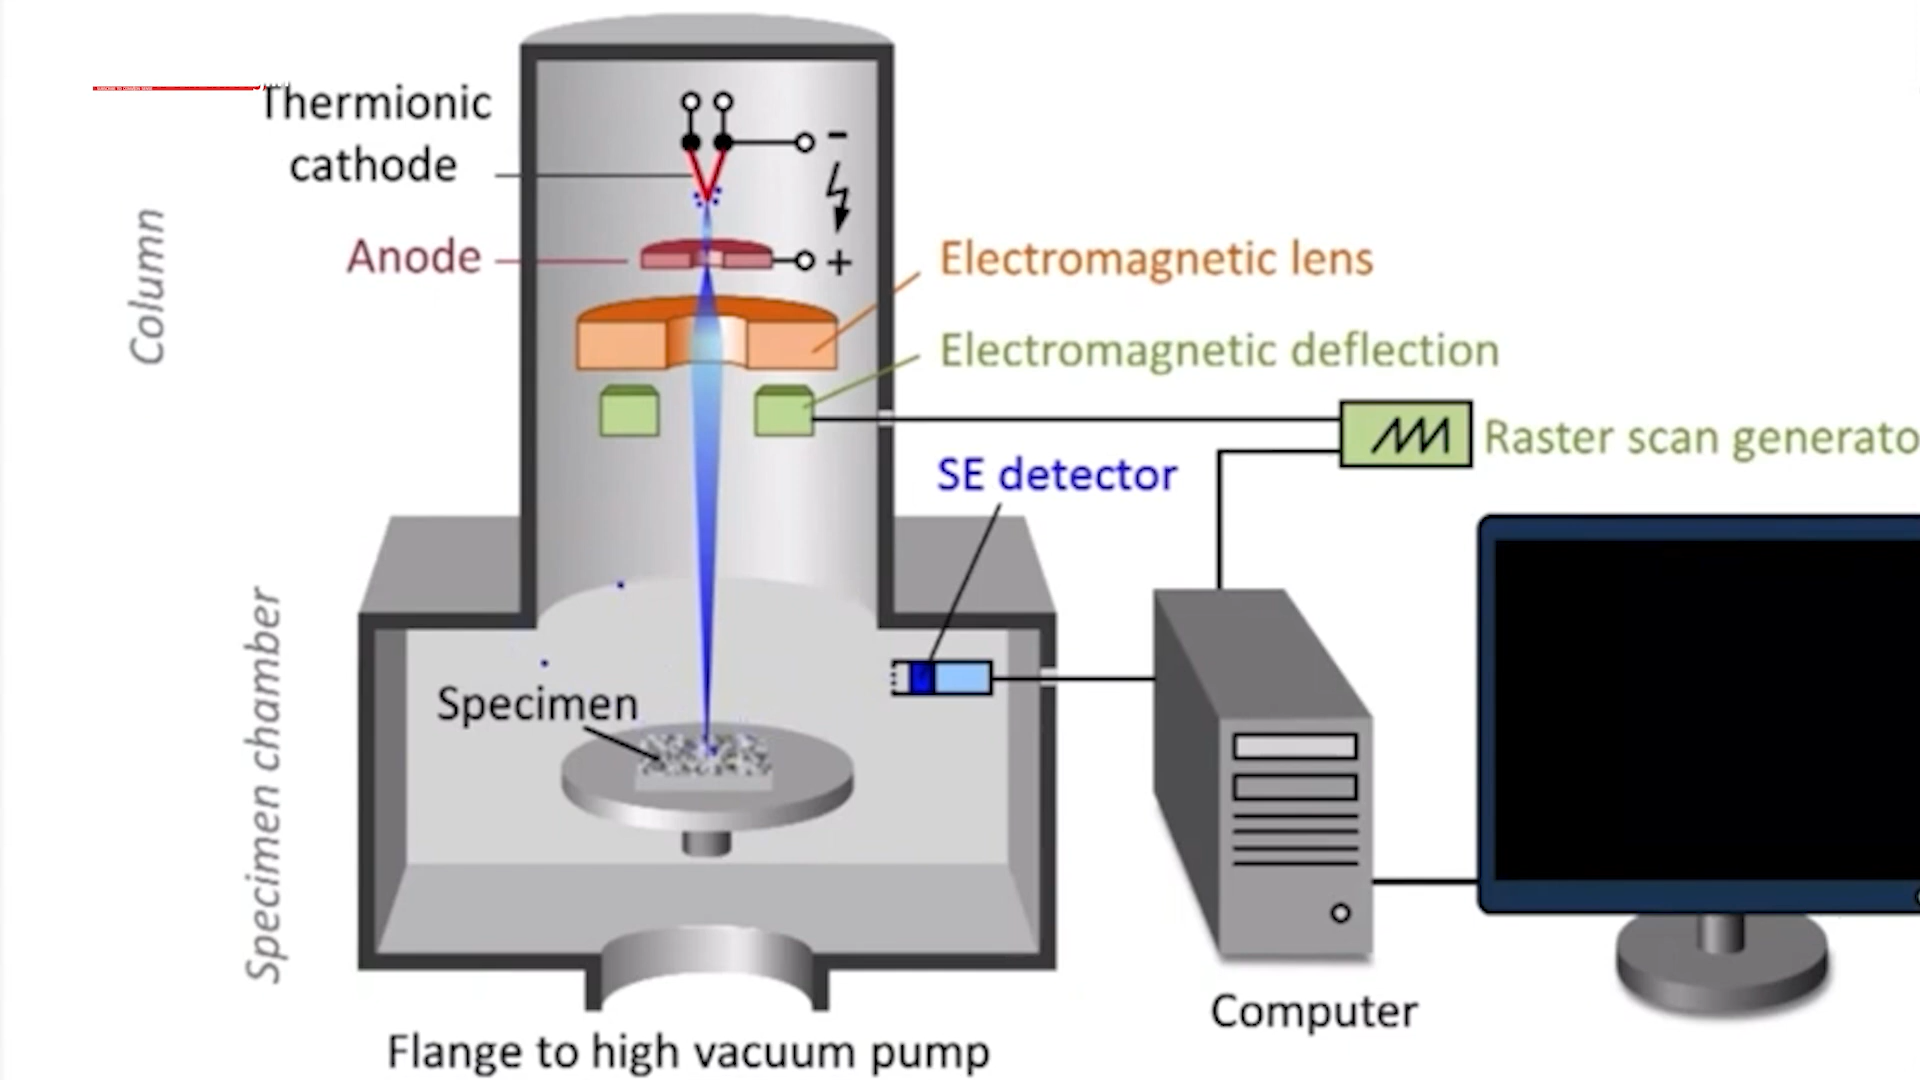 Thermionic
cathode
Anode
Column
Electromagnetic lens
Electromagnetic deflection
Raster scan generato
SE detector
Specimen
Specimen chamber
Computer
Flange to high vacuum pump